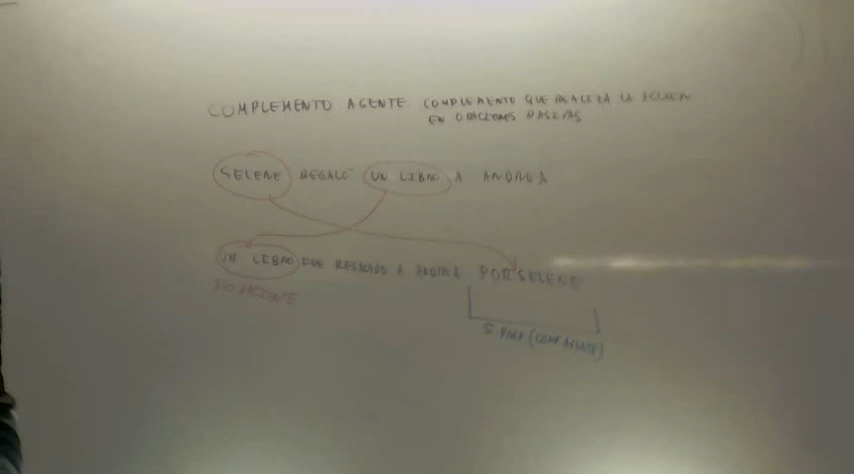 COMPLEMENTO AGENTE: COMPLEMENTO QUE REALIZA LA ACCION
EN ORACIONES PASIVAS
SELENE REGALÓ UN LIBRO A ANDREA
UN LIBRO FUE REGALADO A ANDREA POR SELENE
SUJ PACIENTE
S PREP (COMP AGENTE)